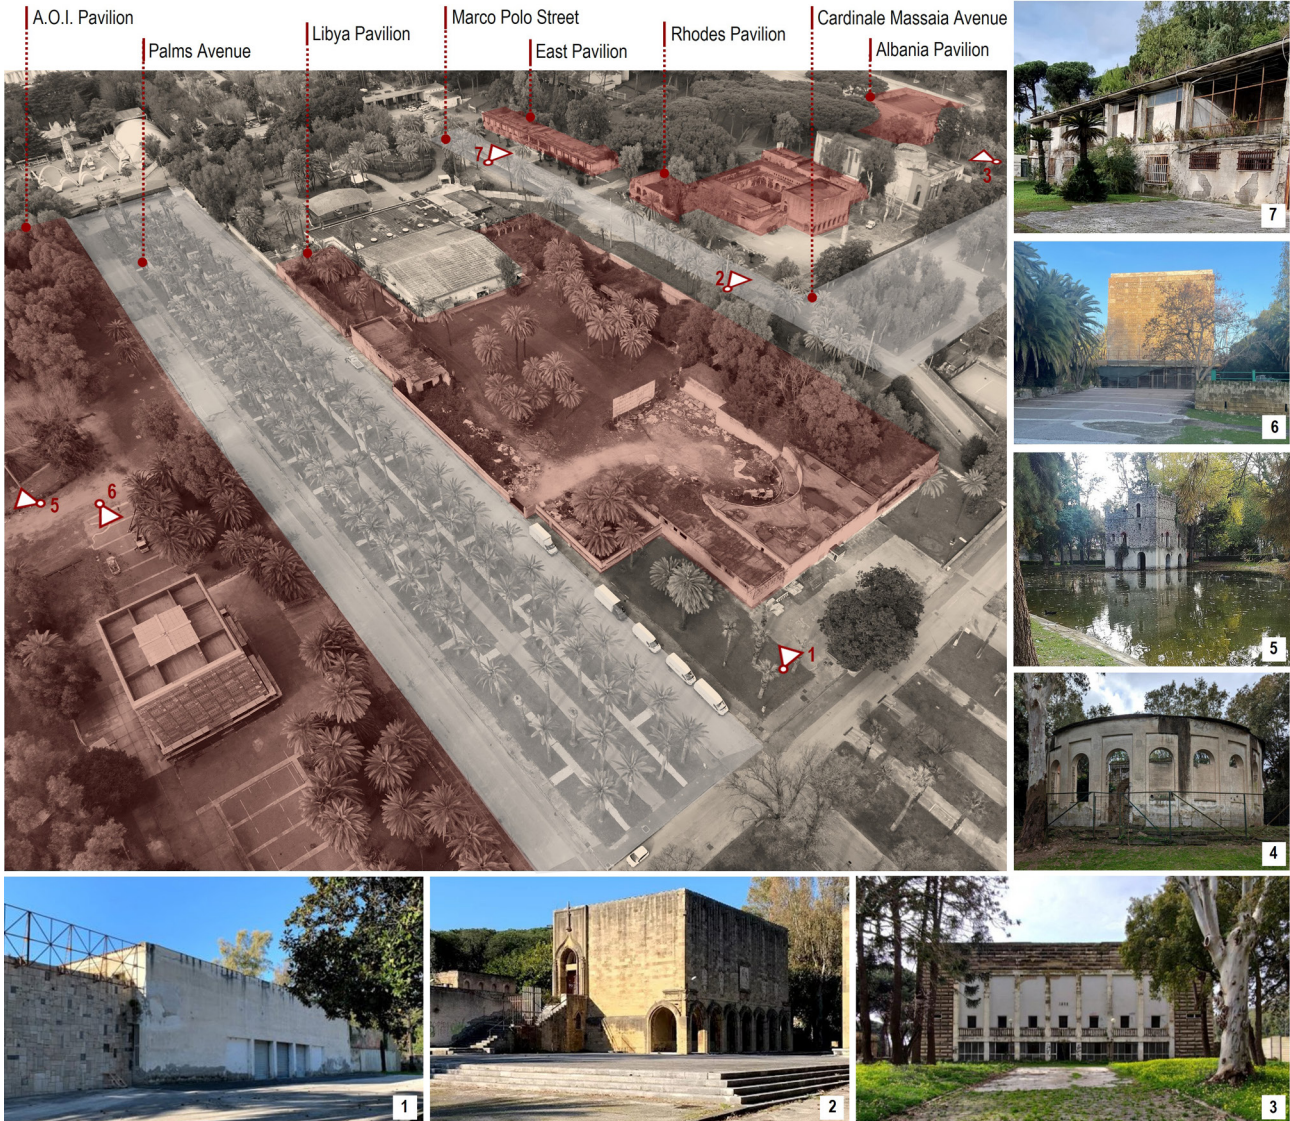 A.O.I. Pavilion
Palms Avenue
Libya Pavilion
Marco Polo Street
East Pavilion
Rhodes Pavilion
Cardinale Massaia Avenue
Albania Pavilion
7
7
3
2
6
5
6
5
1
4
1
2
3